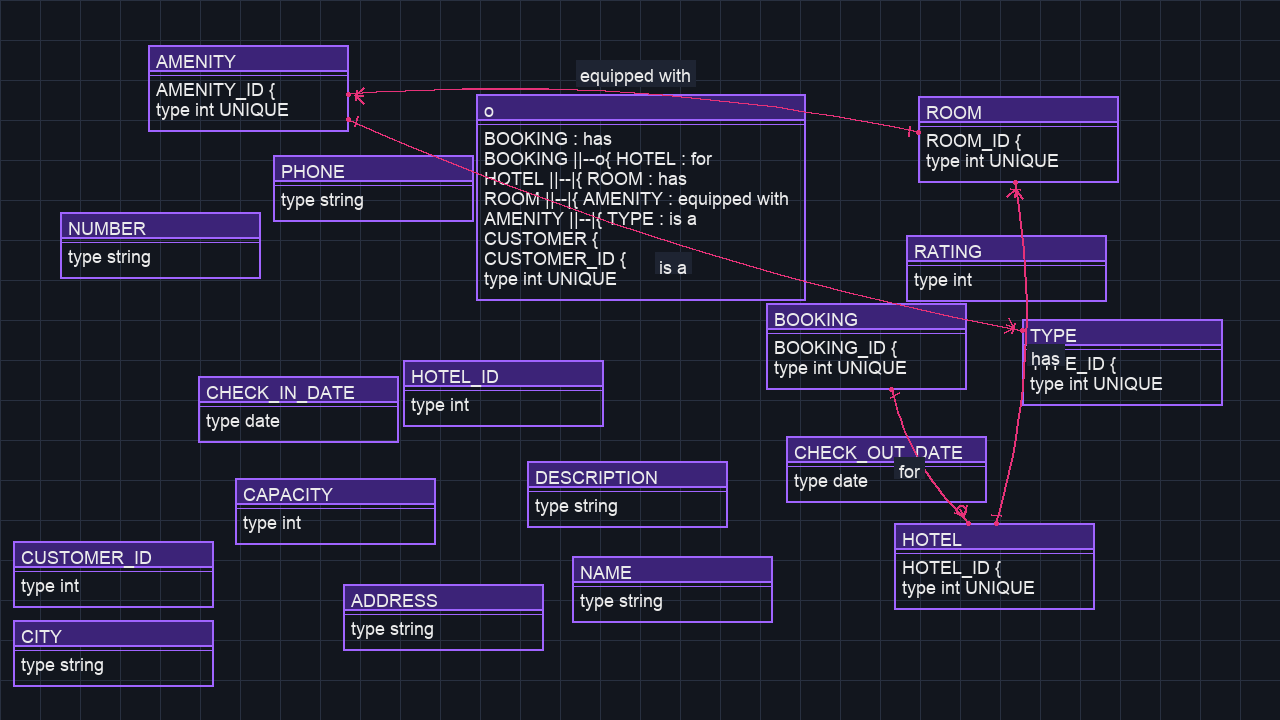 AMENITY
AMENITY_ID {
type int UNIQUE
equipped with
o
BOOKING : has
BOOKING ||--o{ HOTEL : for
HOTEL ||--|{ ROOM : has
ROOM ||--|{ AMENITY : equipped with
AMENITY ||--|{ TYPE : is a
CUSTOMER {
CUSTOMER_ID {
type int UNIQUE
is a
ROOM
ROOM_ID {
type int UNIQUE
PHONE
type string
NUMBER
type string
RATING
type int
BOOKING
BOOKING_ID {
type int UNIQUE
TYPE
has
E_ID {
type int UNIQUE
HOTEL_ID
type int
CHECK_IN_DATE
type date
CHECK_OUT_DATE
type date
for
DESCRIPTION
type string
CAPACITY
type int
HOTEL
HOTEL_ID {
type int UNIQUE
CUSTOMER_ID
type int
NAME
type string
ADDRESS
type string
CITY
type string